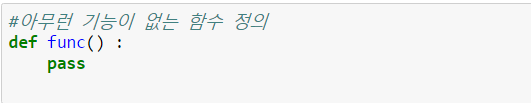 #아무런 기능이 없는 함수 정의
def func() :
    pass